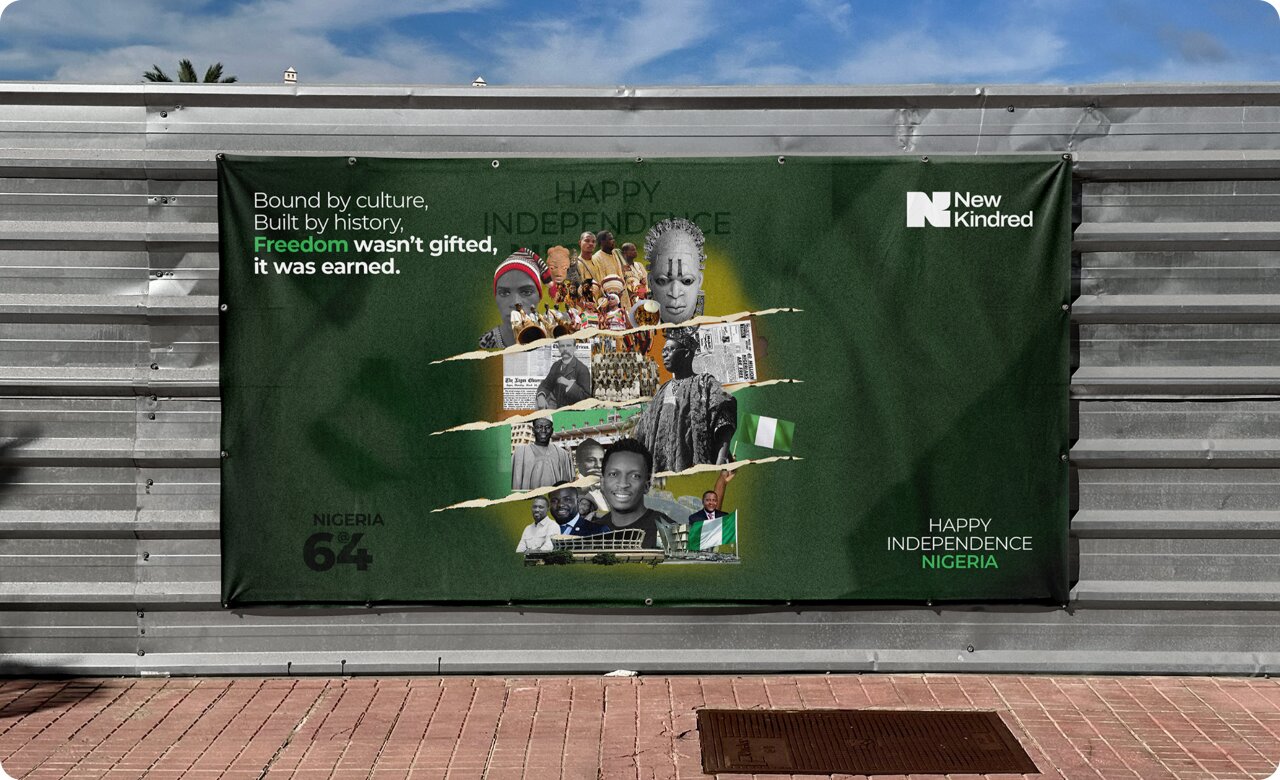 Bound by culture,
Built by history,
Freedom wasn't gifted,
it was earned.
HAPPY
INDEPENDENCE
New
Kindred
NIGERIA
@
64
HAPPY
INDEPENDENCE
NIGERIA